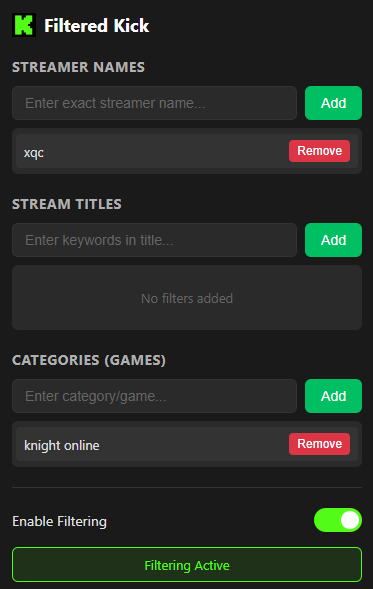 Filtered Kick
STREAMER NAMES
Enter exact streamer name...
Add
xqc
Remove
STREAM TITLES
Enter keywords in title...
Add
No filters added
CATEGORIES (GAMES)
Enter category/game...
Add
knight online
Remove
Enable Filtering
Filtering Active